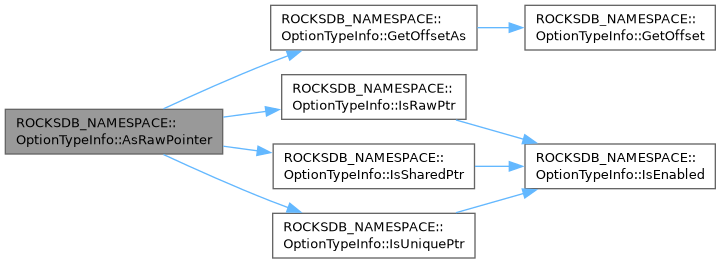 ROCKSDB_NAMESPACE::
OptionTypeInfo::AsRawPointer
ROCKSDB_NAMESPACE::
OptionTypeInfo::GetOffsetAs
ROCKSDB_NAMESPACE::
OptionTypeInfo::GetOffset
ROCKSDB_NAMESPACE::
OptionTypeInfo::IsRawPtr
ROCKSDB_NAMESPACE::
OptionTypeInfo::IsSharedPtr
ROCKSDB_NAMESPACE::
OptionTypeInfo::IsEnabled
ROCKSDB_NAMESPACE::
OptionTypeInfo::IsUniquePtr